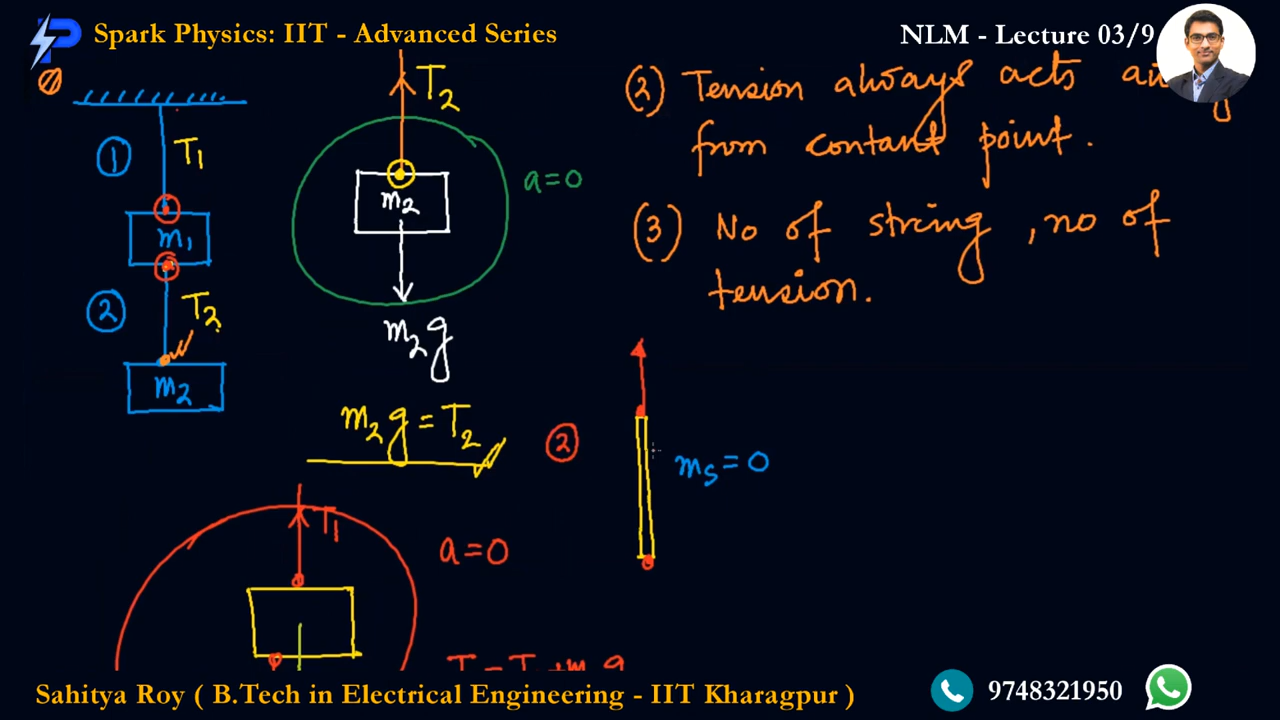 Spark Physics: IIT - Advanced Series
NLM - Lecture 03/9
①
T₁
m₁
②
T₂
m₂
T₂
m₂
a=0
m₂g
m₂g = T₂
(2) Tension always acts
from contant point.
(3) No of string, no of
tension.
②
mₛ = 0
T₁
a=0
Sahitya Roy ( B.Tech in Electrical Engineering - IIT Kharagpur )
9748321950